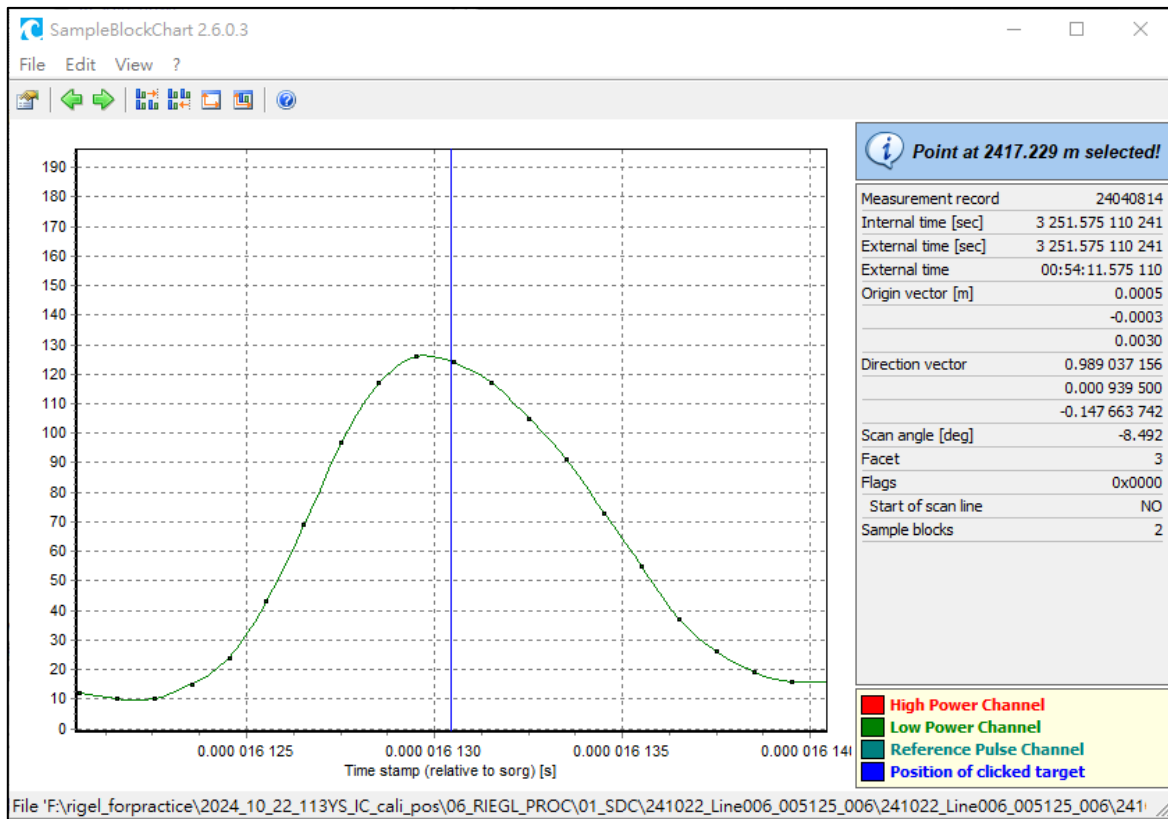 SampleBlockChart 2.6.0.3
File Edit View ?
Point at 2417.229 m selected!
190
180
170
160
150
140
130
120
110
100
90
80
70
60
50
40
30
20
10
0
0.000 016 125 0.000 016 130 0.000 016 135 0.000 016 140
Time stamp (relative to sorg) [s]
Measurement record 24040814
Internal time [sec] 3 251.575 110 241
External time [sec] 3 251.575 110 241
External time 00:54:11.575 110
Origin vector [m] 0.0005
-0.0003
0.0030
Direction vector 0.989 037 156
0.000 939 500
-0.147 663 742
Scan angle [deg] -8.492
Facet 3
Flags 0x0000
Start of scan line NO
Sample blocks 2
High Power Channel
Low Power Channel
Reference Pulse Channel
Position of clicked target
File 'F:\rigel_forpractice\2024_10_22_113YS_IC_cali_pos\06_RIEGL_PROC\01_SDC\241022_Line006_005125_006\241022_Line006_005125_006\241